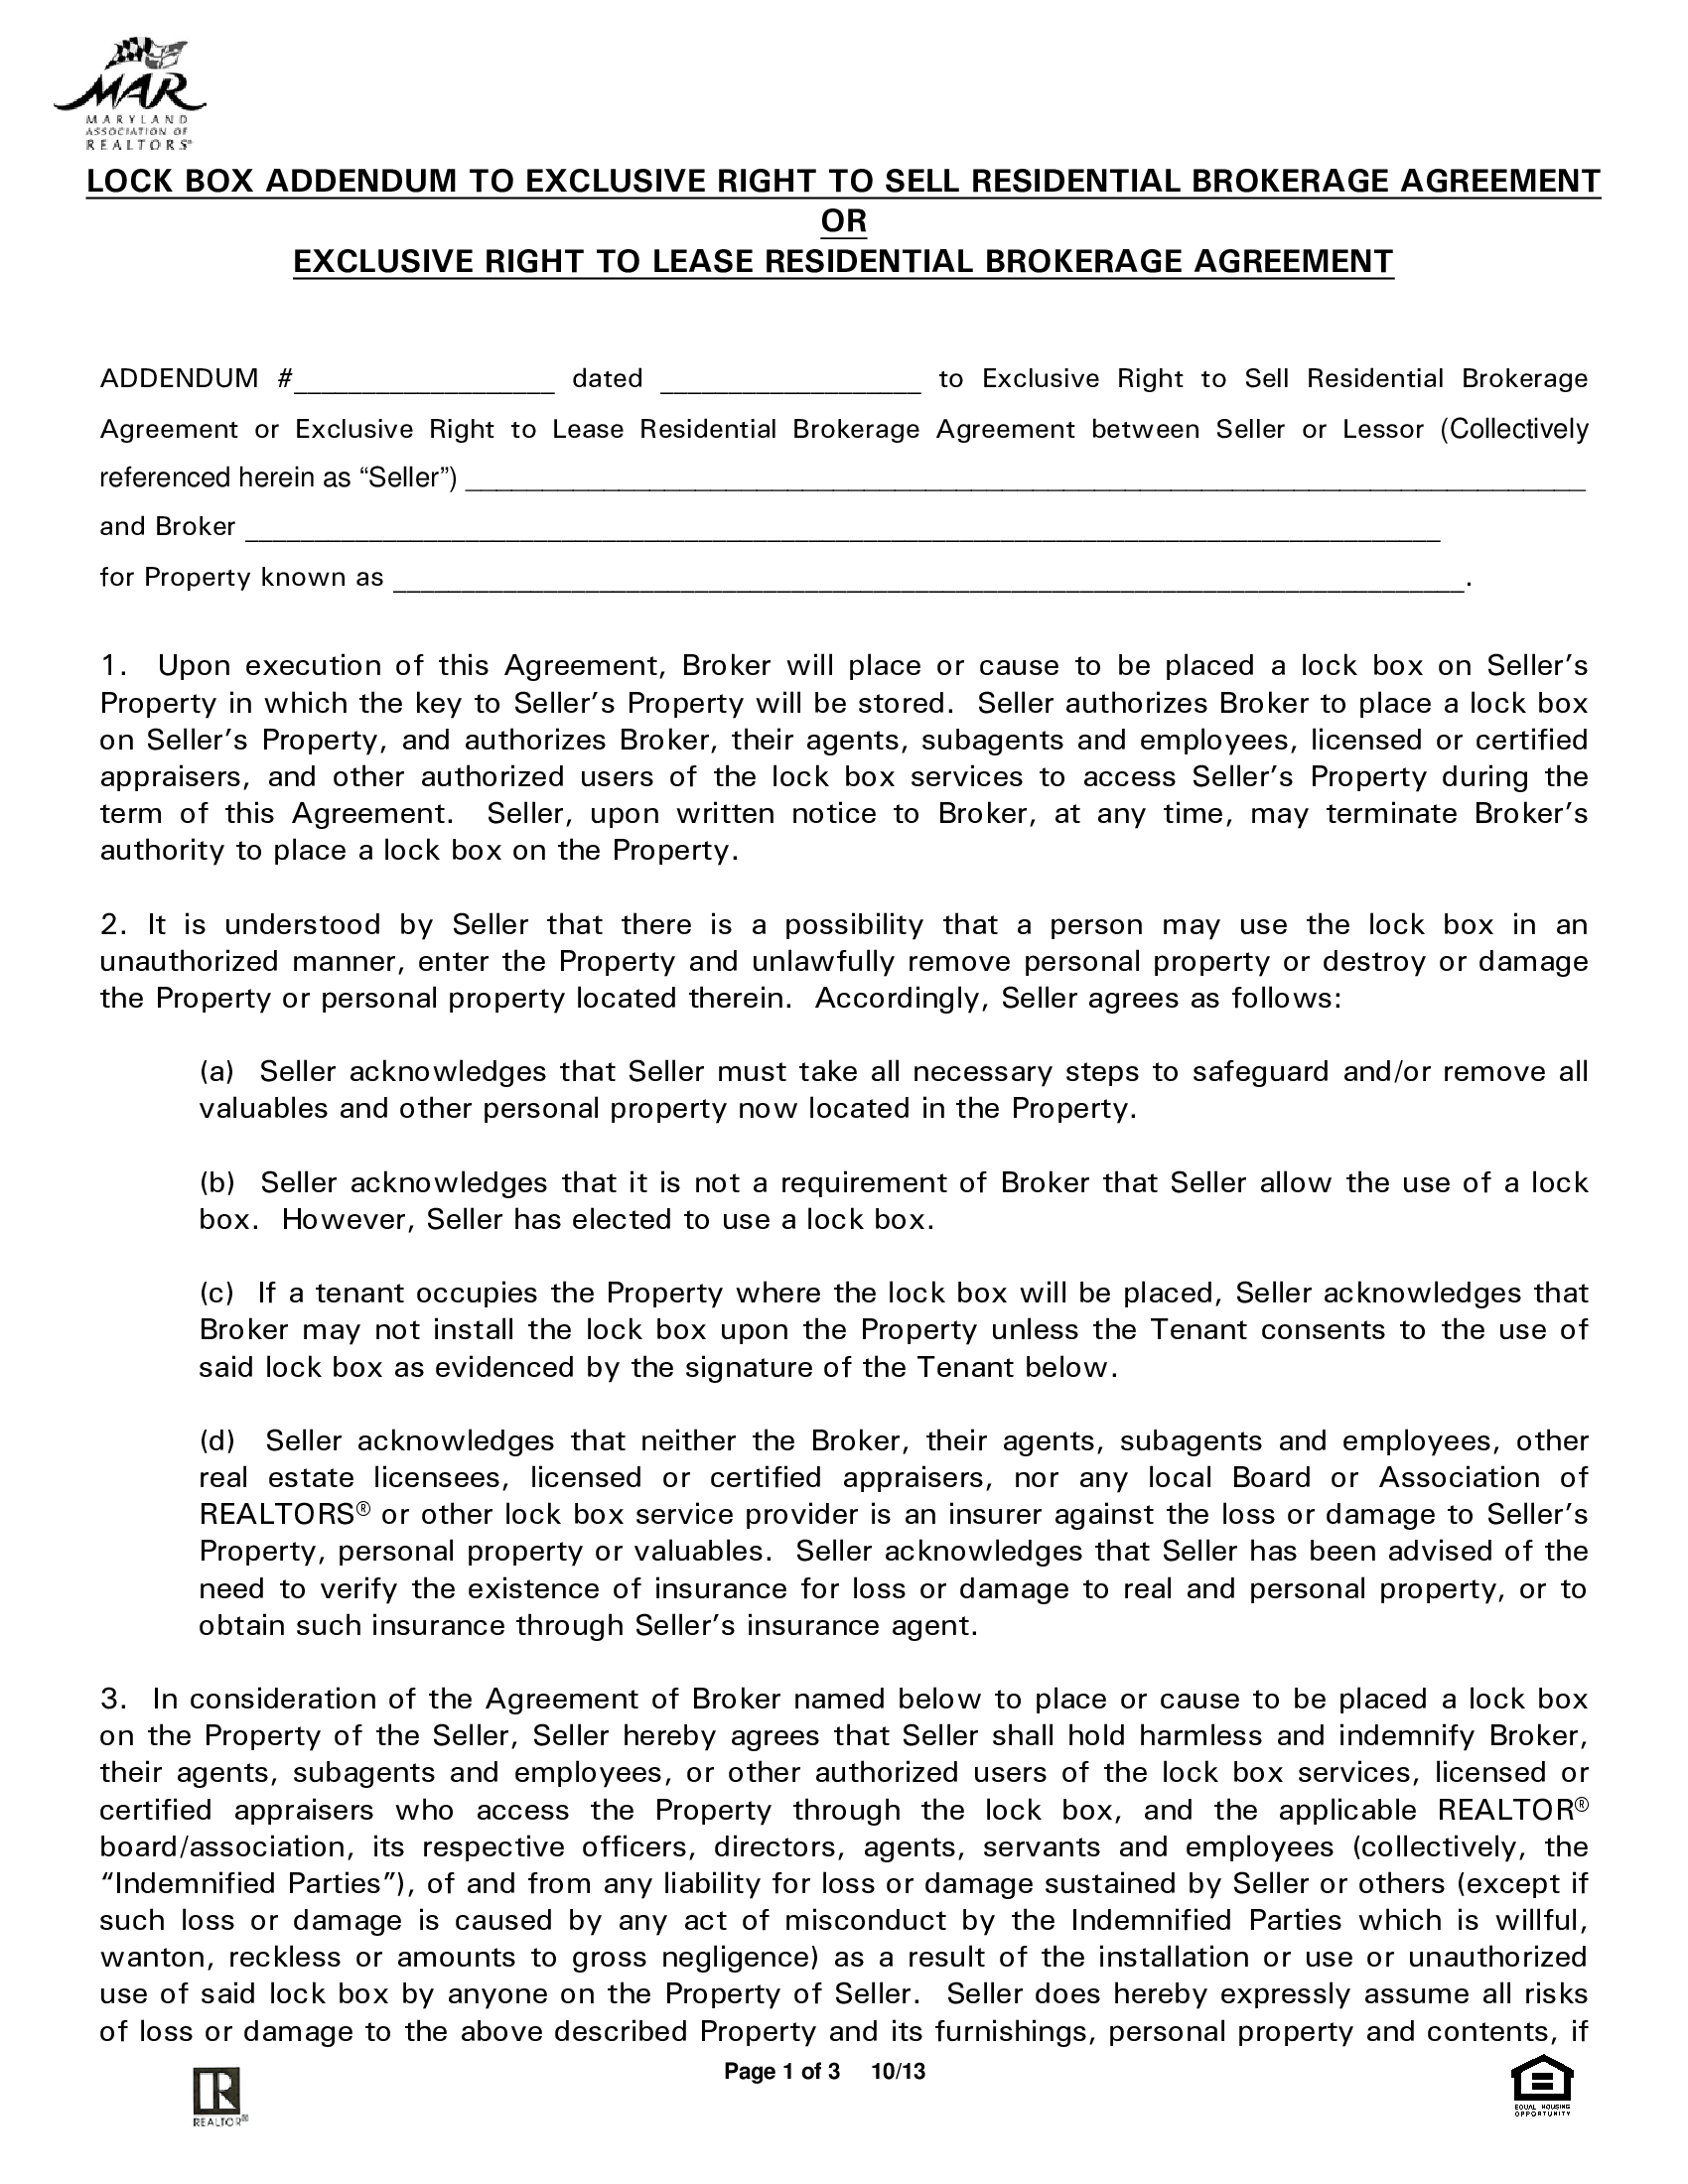 MAR
MARYLAND
ASSOCIATION OF
REALTORS®
LOCK BOX ADDENDUM TO EXCLUSIVE RIGHT TO SELL RESIDENTIAL BROKERAGE AGREEMENT
OR
EXCLUSIVE RIGHT TO LEASE RESIDENTIAL BROKERAGE AGREEMENT
ADDENDUM #___________________ dated ___________________ to Exclusive Right to Sell Residential Brokerage
Agreement or Exclusive Right to Lease Residential Brokerage Agreement between Seller or Lessor (Collectively
referenced herein as “Seller”) ___________________________________________________________________________
and Broker ________________________________________________________________________________________
for Property known as _______________________________________________________________________________.
1. Upon execution of this Agreement, Broker will place or cause to be placed a lock box on Seller’s
Property in which the key to Seller’s Property will be stored. Seller authorizes Broker to place a lock box
on Seller’s Property, and authorizes Broker, their agents, subagents and employees, licensed or certified
appraisers, and other authorized users of the lock box services to access Seller’s Property during the
term of this Agreement. Seller, upon written notice to Broker, at any time, may terminate Broker’s
authority to place a lock box on the Property.
2. It is understood by Seller that there is a possibility that a person may use the lock box in an
unauthorized manner, enter the Property and unlawfully remove personal property or destroy or damage
the Property or personal property located therein. Accordingly, Seller agrees as follows:
(a) Seller acknowledges that Seller must take all necessary steps to safeguard and/or remove all
valuables and other personal property now located in the Property.
(b) Seller acknowledges that it is not a requirement of Broker that Seller allow the use of a lock
box. However, Seller has elected to use a lock box.
(c) If a tenant occupies the Property where the lock box will be placed, Seller acknowledges that
Broker may not install the lock box upon the Property unless the Tenant consents to the use of
said lock box as evidenced by the signature of the Tenant below.
(d) Seller acknowledges that neither the Broker, their agents, subagents and employees, other
real estate licensees, licensed or certified appraisers, nor any local Board or Association of
REALTORS® or other lock box service provider is an insurer against the loss or damage to Seller’s
Property, personal property or valuables. Seller acknowledges that Seller has been advised of the
need to verify the existence of insurance for loss or damage to real and personal property, or to
obtain such insurance through Seller’s insurance agent.
3. In consideration of the Agreement of Broker named below to place or cause to be placed a lock box
on the Property of the Seller, Seller hereby agrees that Seller shall hold harmless and indemnify Broker,
their agents, subagents and employees, or other authorized users of the lock box services, licensed or
certified appraisers who access the Property through the lock box, and the applicable REALTOR®
board/association, its respective officers, directors, agents, servants and employees (collectively, the
“Indemnified Parties”), of and from any liability for loss or damage sustained by Seller or others (except if
such loss or damage is caused by any act of misconduct by the Indemnified Parties which is willful,
wanton, reckless or amounts to gross negligence) as a result of the installation or use or unauthorized
use of said lock box by anyone on the Property of Seller. Seller does hereby expressly assume all risks
of loss or damage to the above described Property and its furnishings, personal property and contents, if
Page 1 of 3 10/13
R
REALTOR®
EQUAL HOUSING
OPPORTUNITY